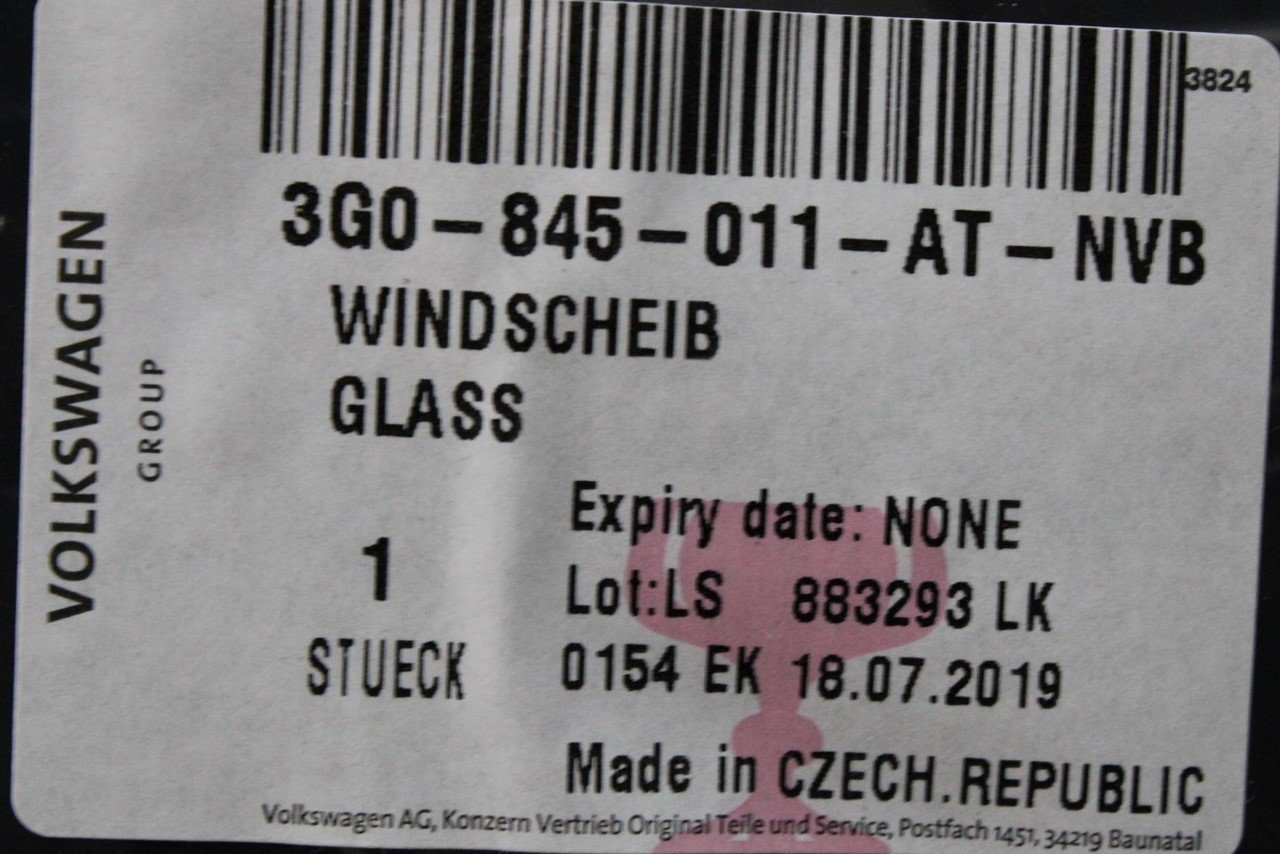 3824
3G0-845-011-AT-NVB
WINDSCHEIB
GLASS
Expiry date: NONE
1
Lot:LS 883293 LK
STUECK
0154 EK 18.07.2019
Made in CZECH.REPUBLIC
Volkswagen AG, Konzern Vertrieb Original Teile und Service, Postfach 1451, 34219 Baunatal
VOLKSWAGEN
GROUP